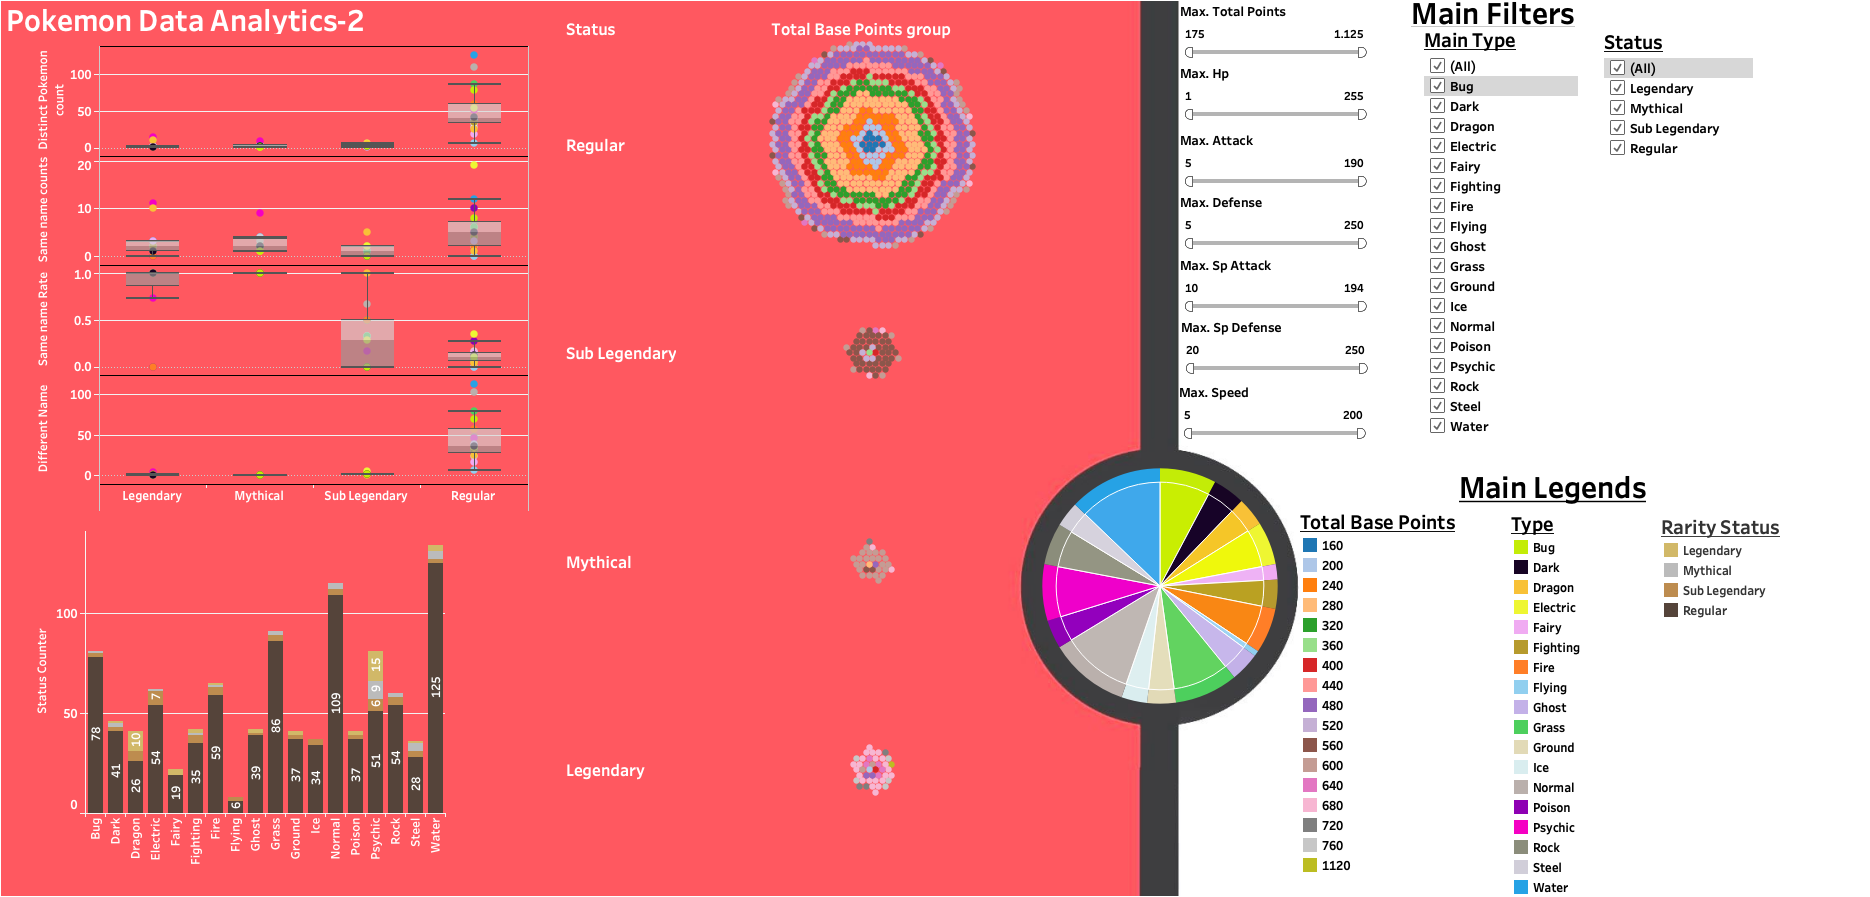 Pokemon Data Analytics-2
Distinct Pokemon
count
100
50
0
Same name counts
20
10
0
Same name Rate
1.0
0.5
0.0
Different Name
100
50
0
Legendary
Mythical
Sub Legendary
Regular
Status Counter
100
50
0
78
41
10
26
7
54
19
35
59
6
39
86
37
34
109
37
15
9
6
51
54
28
125
Bug
Dark
Dragon
Electric
Fairy
Fighting
Fire
Flying
Ghost
Grass
Ground
Ice
Normal
Poison
Psychic
Rock
Steel
Water
Status
Total Base Points group
Regular
Sub Legendary
Mythical
Legendary
Max. Total Points
175
1.125
Max. Hp
1
255
Max. Attack
5
190
Max. Defense
5
250
Max. Sp Attack
10
194
Max. Sp Defense
20
250
Max. Speed
5
200
Main Filters
Main Type
(All)
Bug
Dark
Dragon
Electric
Fairy
Fighting
Fire
Flying
Ghost
Grass
Ground
Ice
Normal
Poison
Psychic
Rock
Steel
Water
Status
(All)
Legendary
Mythical
Sub Legendary
Regular
Main Legends
Total Base Points
160
200
240
280
320
360
400
440
480
520
560
600
640
680
720
760
1120
Type
Bug
Dark
Dragon
Electric
Fairy
Fighting
Fire
Flying
Ghost
Grass
Ground
Ice
Normal
Poison
Psychic
Rock
Steel
Water
Rarity Status
Legendary
Mythical
Sub Legendary
Regular